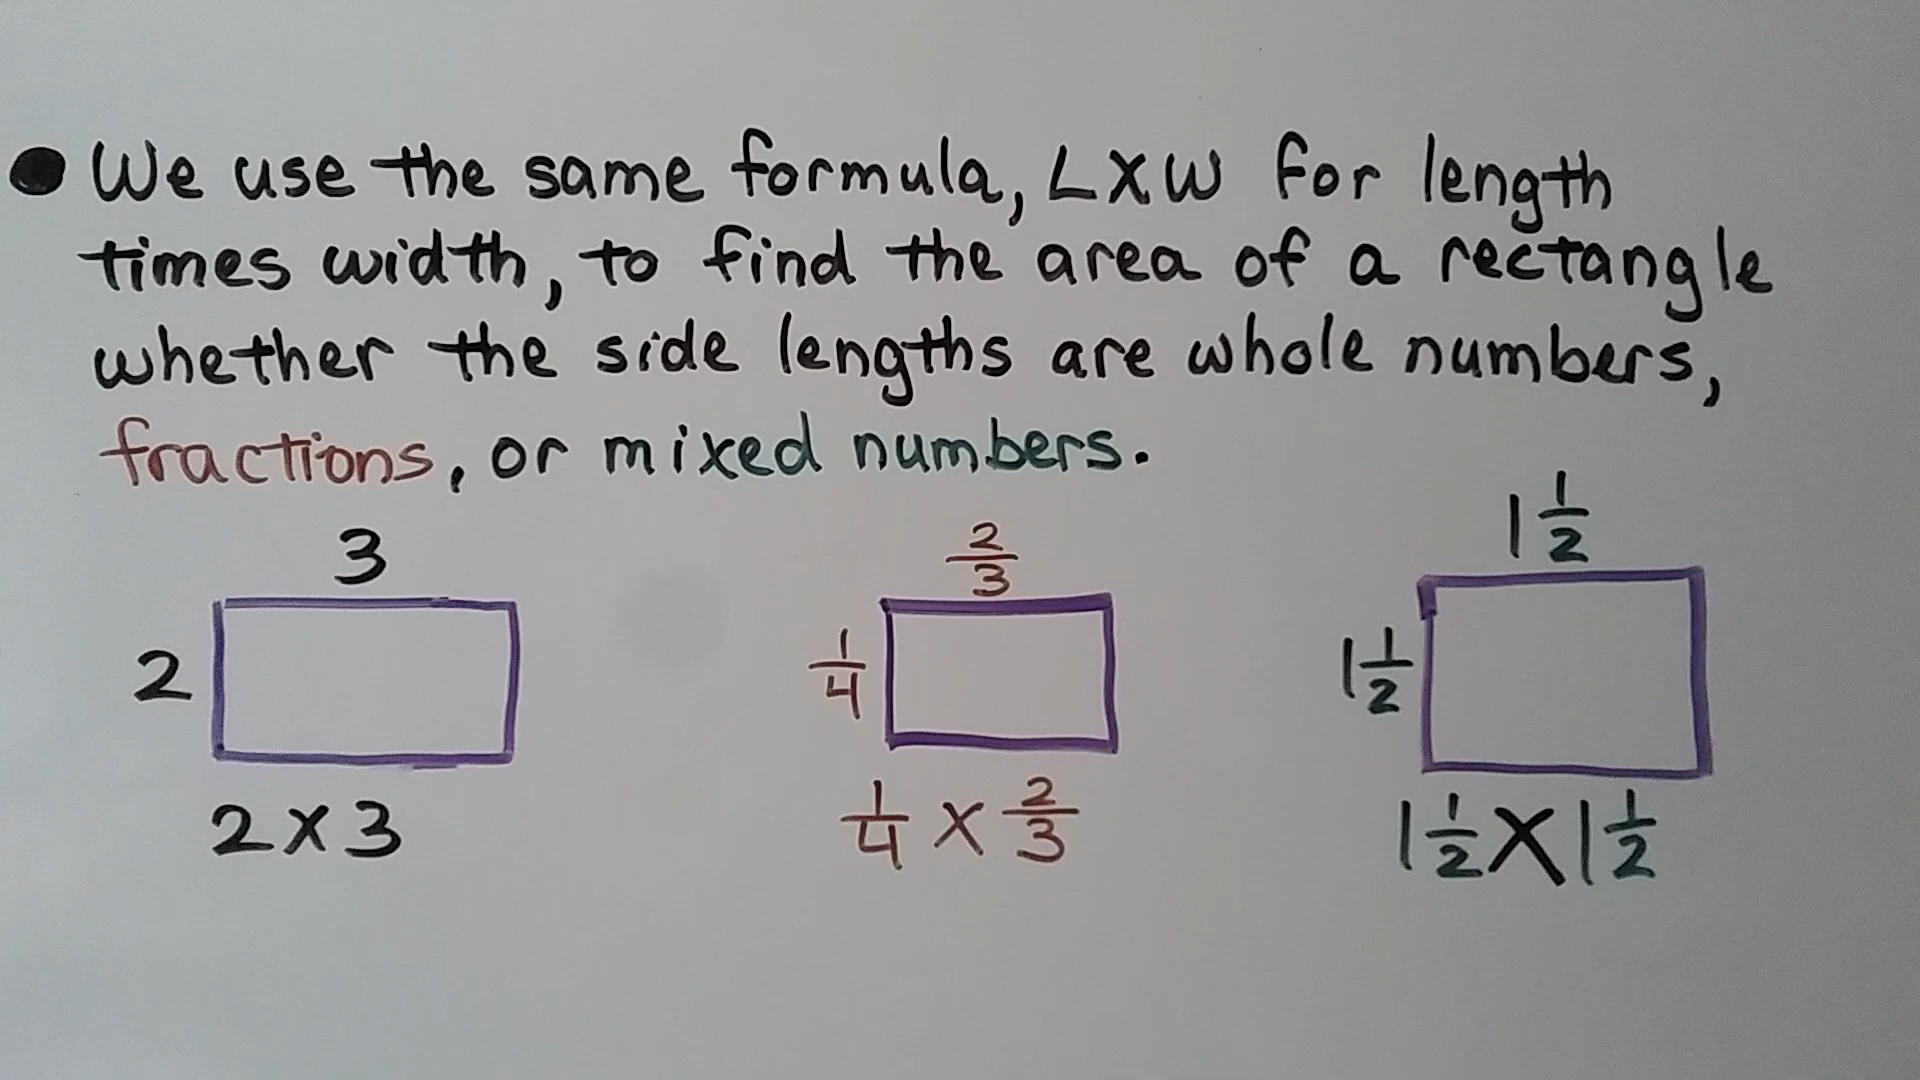 ● We use the same formula, LXW for length
times width, to find the area of a rectangle
whether the side lengths are whole numbers,
fractions, or mixed numbers.
3
2
2 x 3
2/3
1/4
1/4 x 2/3
1 1/2
1 1/2
1 1/2 X 1 1/2